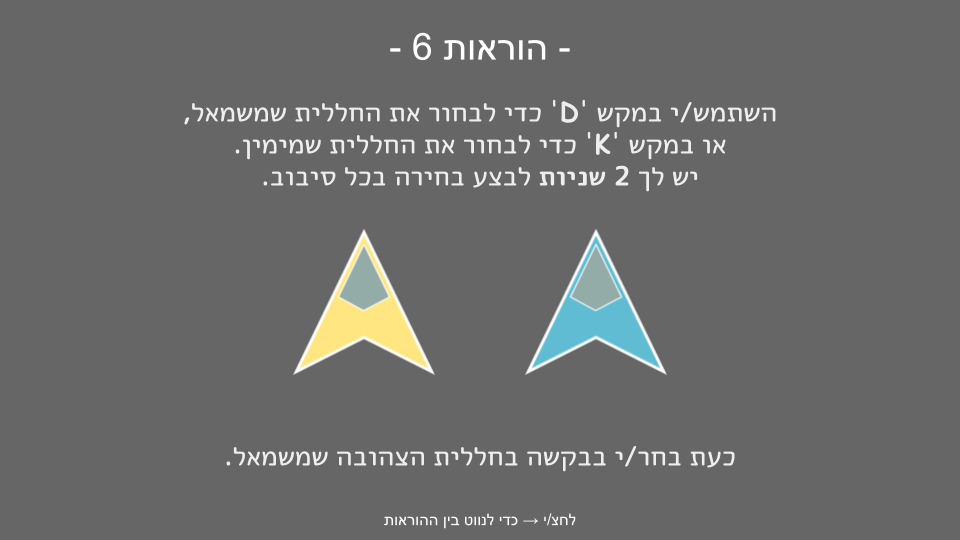 - הוראות 6 -
השתמש/י במקש 'D' כדי לבחור את החללית שמשמאל,
או במקש 'K' כדי לבחור את החללית שמימין.
יש לך 2 שניות לבצע בחירה בכל סיבוב.
כעת בחר/י בבקשה בחללית הצהובה שמשמאל.
לחצ/י → כדי לנווט בין ההוראות